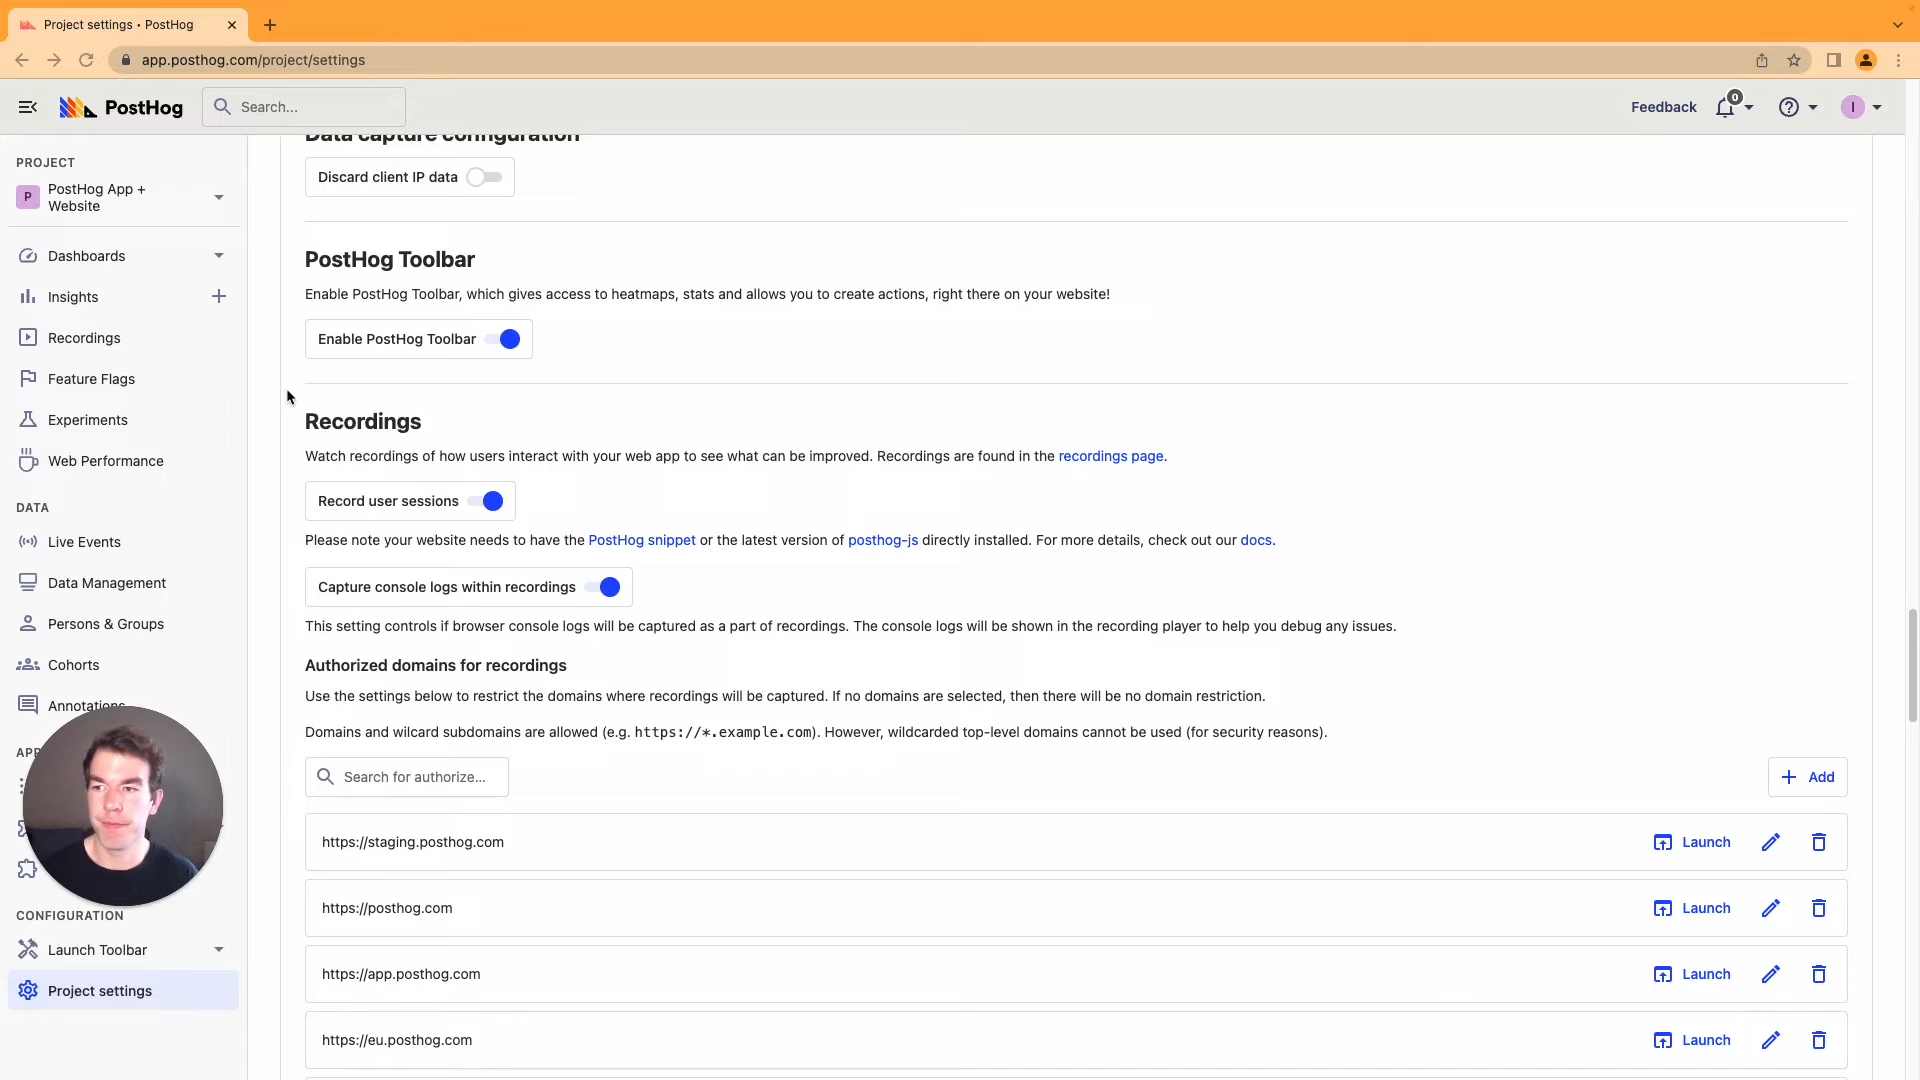 Project settings • PostHog
app.posthog.com/project/settings
PostHog
Search...
Feedback
0
I
PROJECT
P
PostHog App +
Website
Dashboards
Insights
Recordings
Feature Flags
Experiments
Web Performance
DATA
Live Events
Data Management
Persons & Groups
Cohorts
Annotations
APP
CONFIGURATION
Launch Toolbar
Project settings
Data capture configuration
Discard client IP data
PostHog Toolbar
Enable PostHog Toolbar, which gives access to heatmaps, stats and allows you to create actions, right there on your website!
Enable PostHog Toolbar
Recordings
Watch recordings of how users interact with your web app to see what can be improved. Recordings are found in the recordings page.
Record user sessions
Please note your website needs to have the PostHog snippet or the latest version of posthog-js directly installed. For more details, check out our docs.
Capture console logs within recordings
This setting controls if browser console logs will be captured as a part of recordings. The console logs will be shown in the recording player to help you debug any issues.
Authorized domains for recordings
Use the settings below to restrict the domains where recordings will be captured. If no domains are selected, then there will be no domain restriction.
Domains and wilcard subdomains are allowed (e.g. https://*.example.com). However, wildcarded top-level domains cannot be used (for security reasons).
Search for authorize...
Add
https://staging.posthog.com
Launch
https://posthog.com
Launch
https://app.posthog.com
Launch
https://eu.posthog.com
Launch